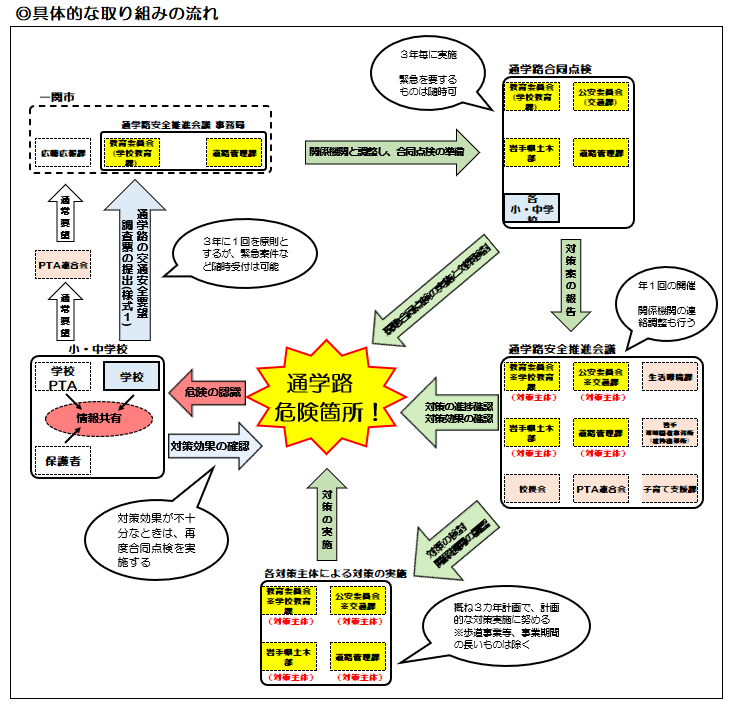 ◎具体的な取り組みの流れ
一関市
通学路安全推進会議 事務局
広聴広報課
教育委員会
(学校教育
課)
道路管理課
関係機関と調整し、合同点検の準備
３年毎に実施
緊急を要する
ものは随時可
通学路合同点検
教育委員会
(学校教育
課)
公安委員会
(交通課)
岩手県土木
部
道路管理課
各
小・中学
校
通常要望
PTA連合会
通常要望
通学路の交通安全要望
調査票の提出(様式１)
３年に１回を原則と
するが、緊急案件な
ど随時受付は可能
対策案の報告
年１回の開催
関係機関の連
絡調整も行う
小・中学校
学校
PTA
学校
情報共有
保護者
危険の認識
対策効果の確認
通学路
危険箇所！
対策の進捗確認
対策効果の確認
通学路安全推進会議
教育委員会
※学校教育
課
(対策主体)
公安委員会
※交通課
(対策主体)
生活環境課
岩手県土木
部
(対策主体)
道路管理課
(対策主体)
岩手
校長会
PTA連合会
子育て支援課
対策効果が不十
分なときは、再
度合同点検を実
施する
対策の実施
対策の検討
各対策主体による対策の実施
教育委員会
※学校教育
課
(対策主体)
公安委員会
※交通課
(対策主体)
岩手県土木
部
(対策主体)
道路管理課
(対策主体)
概ね３カ年計画で、計画
的な対策実施に努める
※歩道事業等、事業期間
の長いものは除く